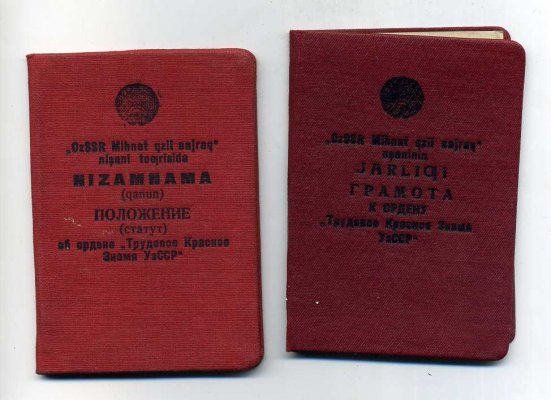 „OzSSR Mihnat qzil bajraq"
nişani toƣrisida
NIZAMNAMA
(qanun)
ПОЛОЖЕНИЕ
(статут)
об ордене „Трудовое Красное
Знамя УзССР"
„OzSSR Mihnat qzil bajraq"
JARLIQi
ГРАМОТА
К ОРДЕНУ
„Трудовое Красное Знамя
УзССР"